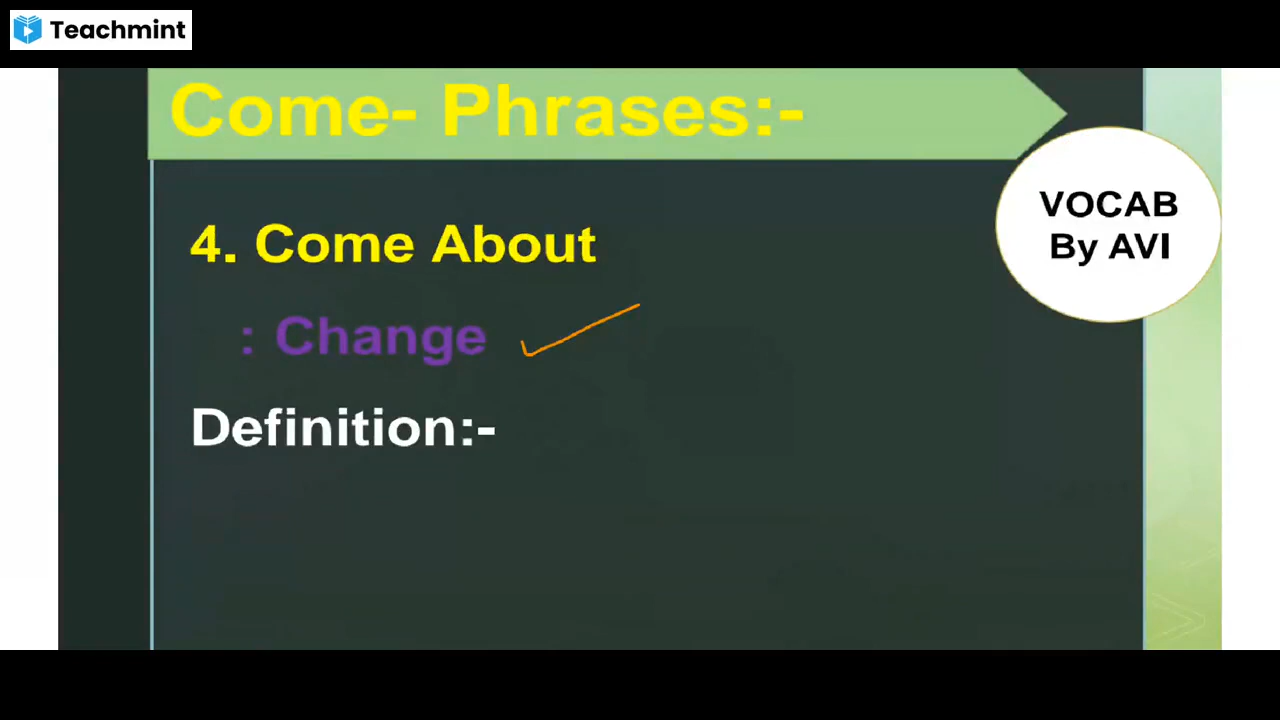 Teachmint
Come- Phrases:-
VOCAB
By AVI
4. Come About
: Change
Definition:-